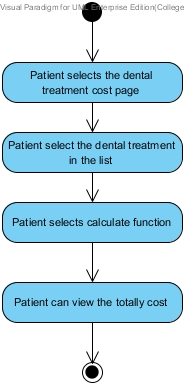 Visual Paradigm for UML Enterprise Edition(College
Patient selects the dental
treatment cost page
Patient select the dental treatment
in the list
Patient selects calculate function
Patient can view the totally cost